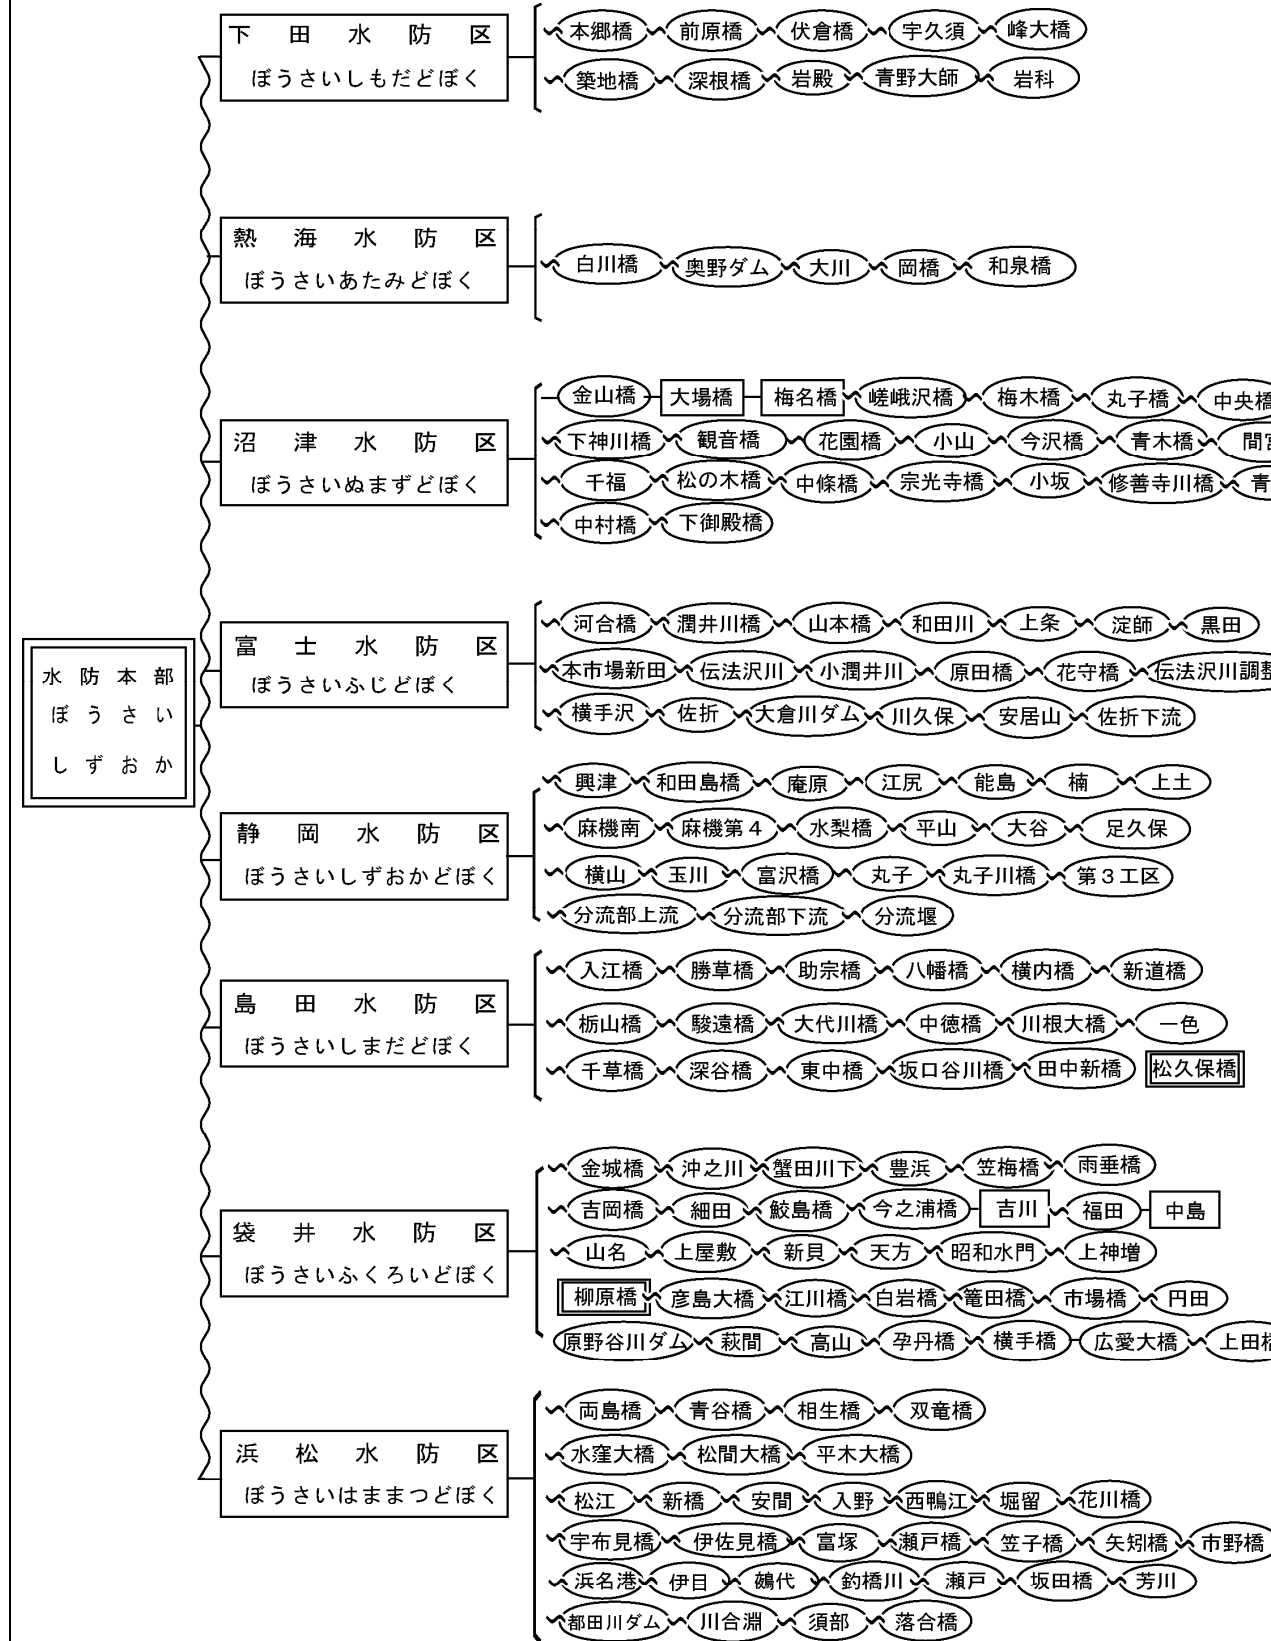 水防本部
ぼうさい
しずおか
下田水防区
ぼうさいしもだどぼく
本郷橋 前原橋 伏倉橋 宇久須 峰大橋
築地橋 深根橋 岩殿 青野大師 岩科
熱海水防区
ぼうさいあたみどぼく
白川橋 奥野ダム 大川 岡橋 和泉橋
沼津水防区
ぼうさいぬまずどぼく
金山橋 大場橋 梅名橋 嵯峨沢橋 梅木橋 丸子橋 中央橋
下神川橋 観音橋 花園橋 小山 今沢橋 青木橋 間宮
千福 松の木橋 中條橋 宗光寺橋 小坂 修善寺川橋 青
中村橋 下御殿橋
富士水防区
ぼうさいふじどぼく
河合橋 潤井川橋 山本橋 和田川 上条 淀師 黒田
本市場新田 伝法沢川 小潤井川 原田橋 花守橋 伝法沢川調整
横手沢 佐折 大倉川ダム 川久保 安居山 佐折下流
静岡水防区
ぼうさいしずおかどぼく
興津 和田島橋 庵原 江尻 能島 楠 上土
麻機南 麻機第４ 水梨橋 平山 大谷 足久保
横山 玉川 富沢橋 丸子 丸子川橋 第３工区
分流部上流 分流部下流 分流堰
島田水防区
ぼうさいしまだどぼく
入江橋 勝草橋 助宗橋 八幡橋 横内橋 新道橋
栃山橋 駿遠橋 大代川橋 中徳橋 川根大橋 一色
千草橋 深谷橋 東中橋 坂口谷川橋 田中新橋 松久保橋
袋井水防区
ぼうさいふくろいどぼく
金城橋 沖之川 蟹田川下 豊浜 笠梅橋 雨垂橋
吉岡橋 細田 鮫島橋 今之浦橋 吉川 福田 中島
山名 上屋敷 新貝 天方 昭和水門 上神増
柳原橋 彦島大橋 江川橋 白岩橋 篭田橋 市場橋 円田
原野谷川ダム 萩間 高山 孕丹橋 横手橋 広愛大橋 上田橋
浜松水防区
ぼうさいはままつどぼく
両島橋 青谷橋 相生橋 双竜橋
水窪大橋 松間大橋 平木大橋
松江 新橋 安間 入野 西鴨江 堀留 花川橋
宇布見橋 伊佐見橋 富塚 瀬戸橋 笠子橋 矢矧橋 市野橋
浜名港 伊目 鵺代 釣橋川 瀬戸 坂田橋 芳川
都田川ダム 川合淵 須部 落合橋